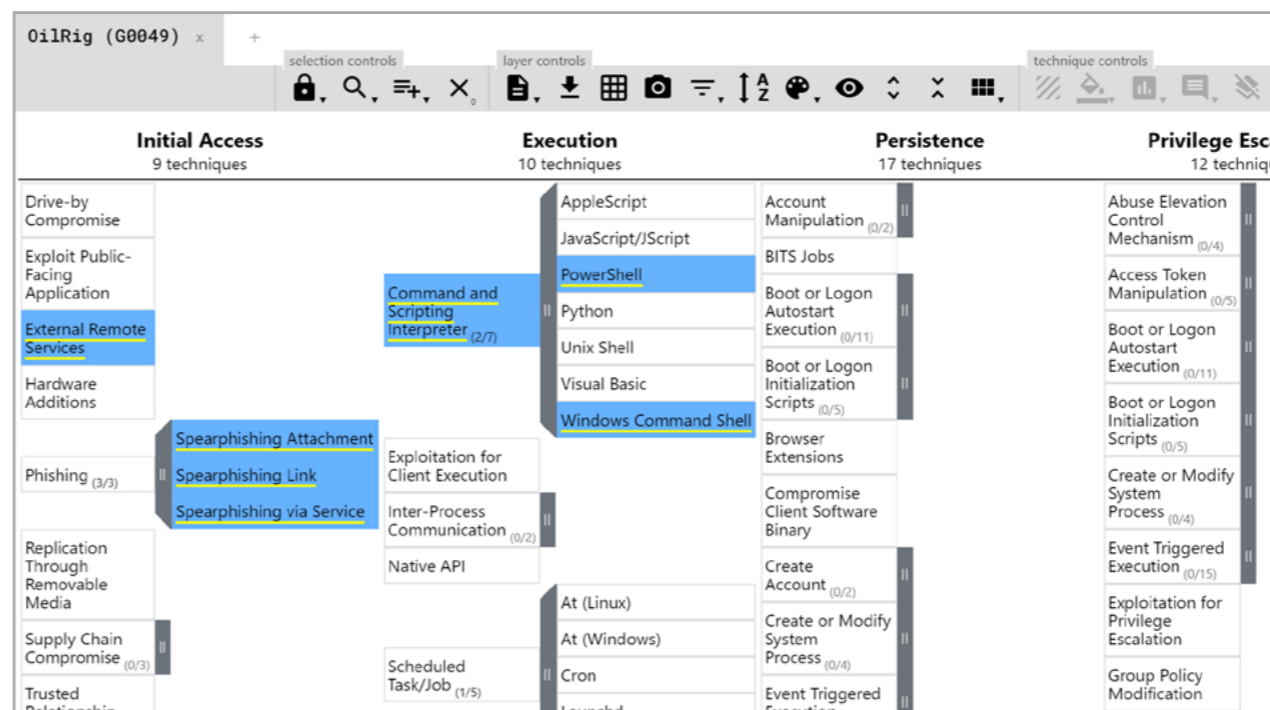 OilRig (G0049) x +
selection controls
layer controls
technique controls
0
A
Z
Initial Access
9 techniques
Drive-by
Compromise
Exploit Public-
Facing
Application
External Remote
Services
Hardware
Additions
Phishing (3/3)
Spearphishing Attachment
Spearphishing Link
Spearphishing via Service
Replication
Through
Removable
Media
Supply Chain
Compromise (0/3)
Trusted
Relationship
Execution
10 techniques
Command and
Scripting
Interpreter (2/7)
AppleScript
JavaScript/JScript
PowerShell
Python
Unix Shell
Visual Basic
Windows Command Shell
Exploitation for
Client Execution
Inter-Process
Communication (0/2)
Native API
Scheduled
Task/Job (1/5)
At (Linux)
At (Windows)
Cron
Launchd
Persistence
17 techniques
Account
Manipulation (0/2)
BITS Jobs
Boot or Logon
Autostart
Execution (0/11)
Boot or Logon
Initialization
Scripts (0/5)
Browser
Extensions
Compromise
Client Software
Binary
Create
Account (0/2)
Create or Modify
System
Process (0/4)
Event Triggered
Execution
Privilege Esc
12 techniq
Abuse Elevation
Control
Mechanism (0/4)
Access Token
Manipulation (0/5)
Boot or Logon
Autostart
Execution (0/11)
Boot or Logon
Initialization
Scripts (0/5)
Create or Modify
System
Process (0/4)
Event Triggered
Execution (0/15)
Exploitation for
Privilege
Escalation
Group Policy
Modification